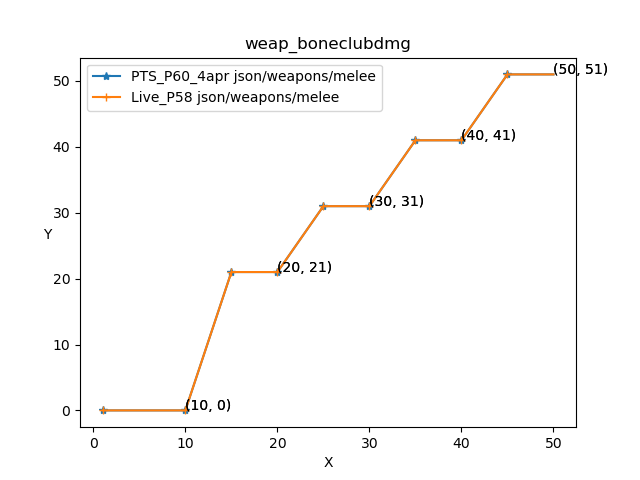 weap_boneclubdmg
PTS_P60_4apr json/weapons/melee
Live_P58 json/weapons/melee
(50, 51)
(40, 41)
(30, 31)
(20, 21)
(10, 0)
Y
50
40
30
20
10
0
0 10 20 30 40 50
X